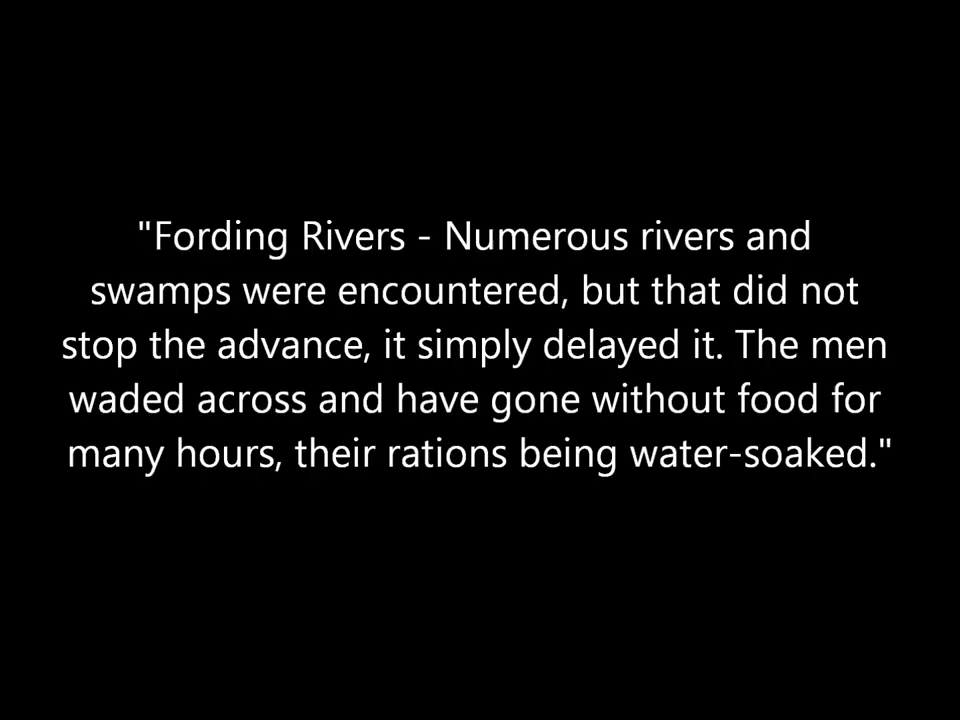 "Fording Rivers - Numerous rivers and
swamps were encountered, but that did not
stop the advance, it simply delayed it. The men
waded across and have gone without food for
many hours, their rations being water-soaked."